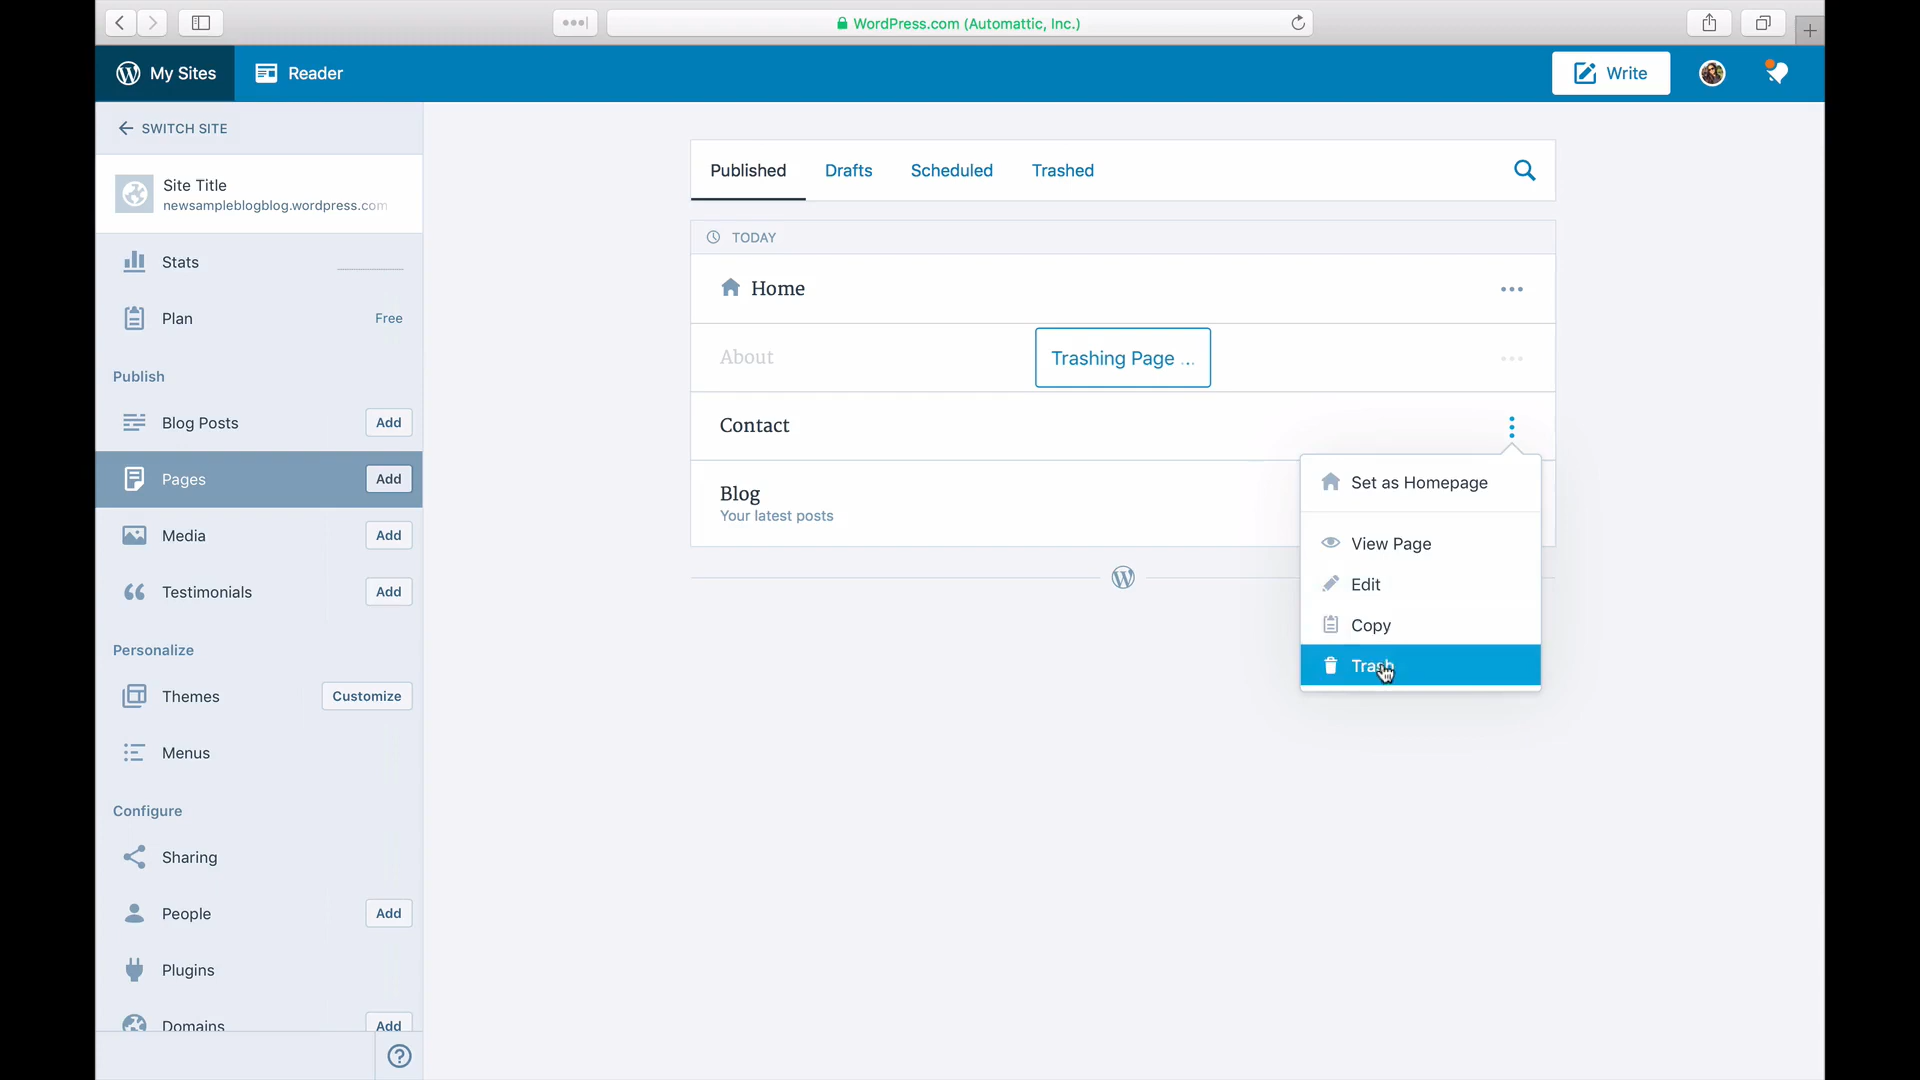 WordPress.com (Automattic, Inc.)
My Sites
Reader
Write
SWITCH SITE
Site Title
newsampleblogblog.wordpress.com
Stats
Plan
Free
Publish
Blog Posts
Add
Pages
Add
Media
Add
Testimonials
Add
Personalize
Themes
Customize
Menus
Configure
Sharing
People
Add
Plugins
Domains
Add
Published
Drafts
Scheduled
Trashed
TODAY
Home
About
Trashing Page ...
Contact
Blog
Your latest posts
Set as Homepage
View Page
Edit
Copy
Trash